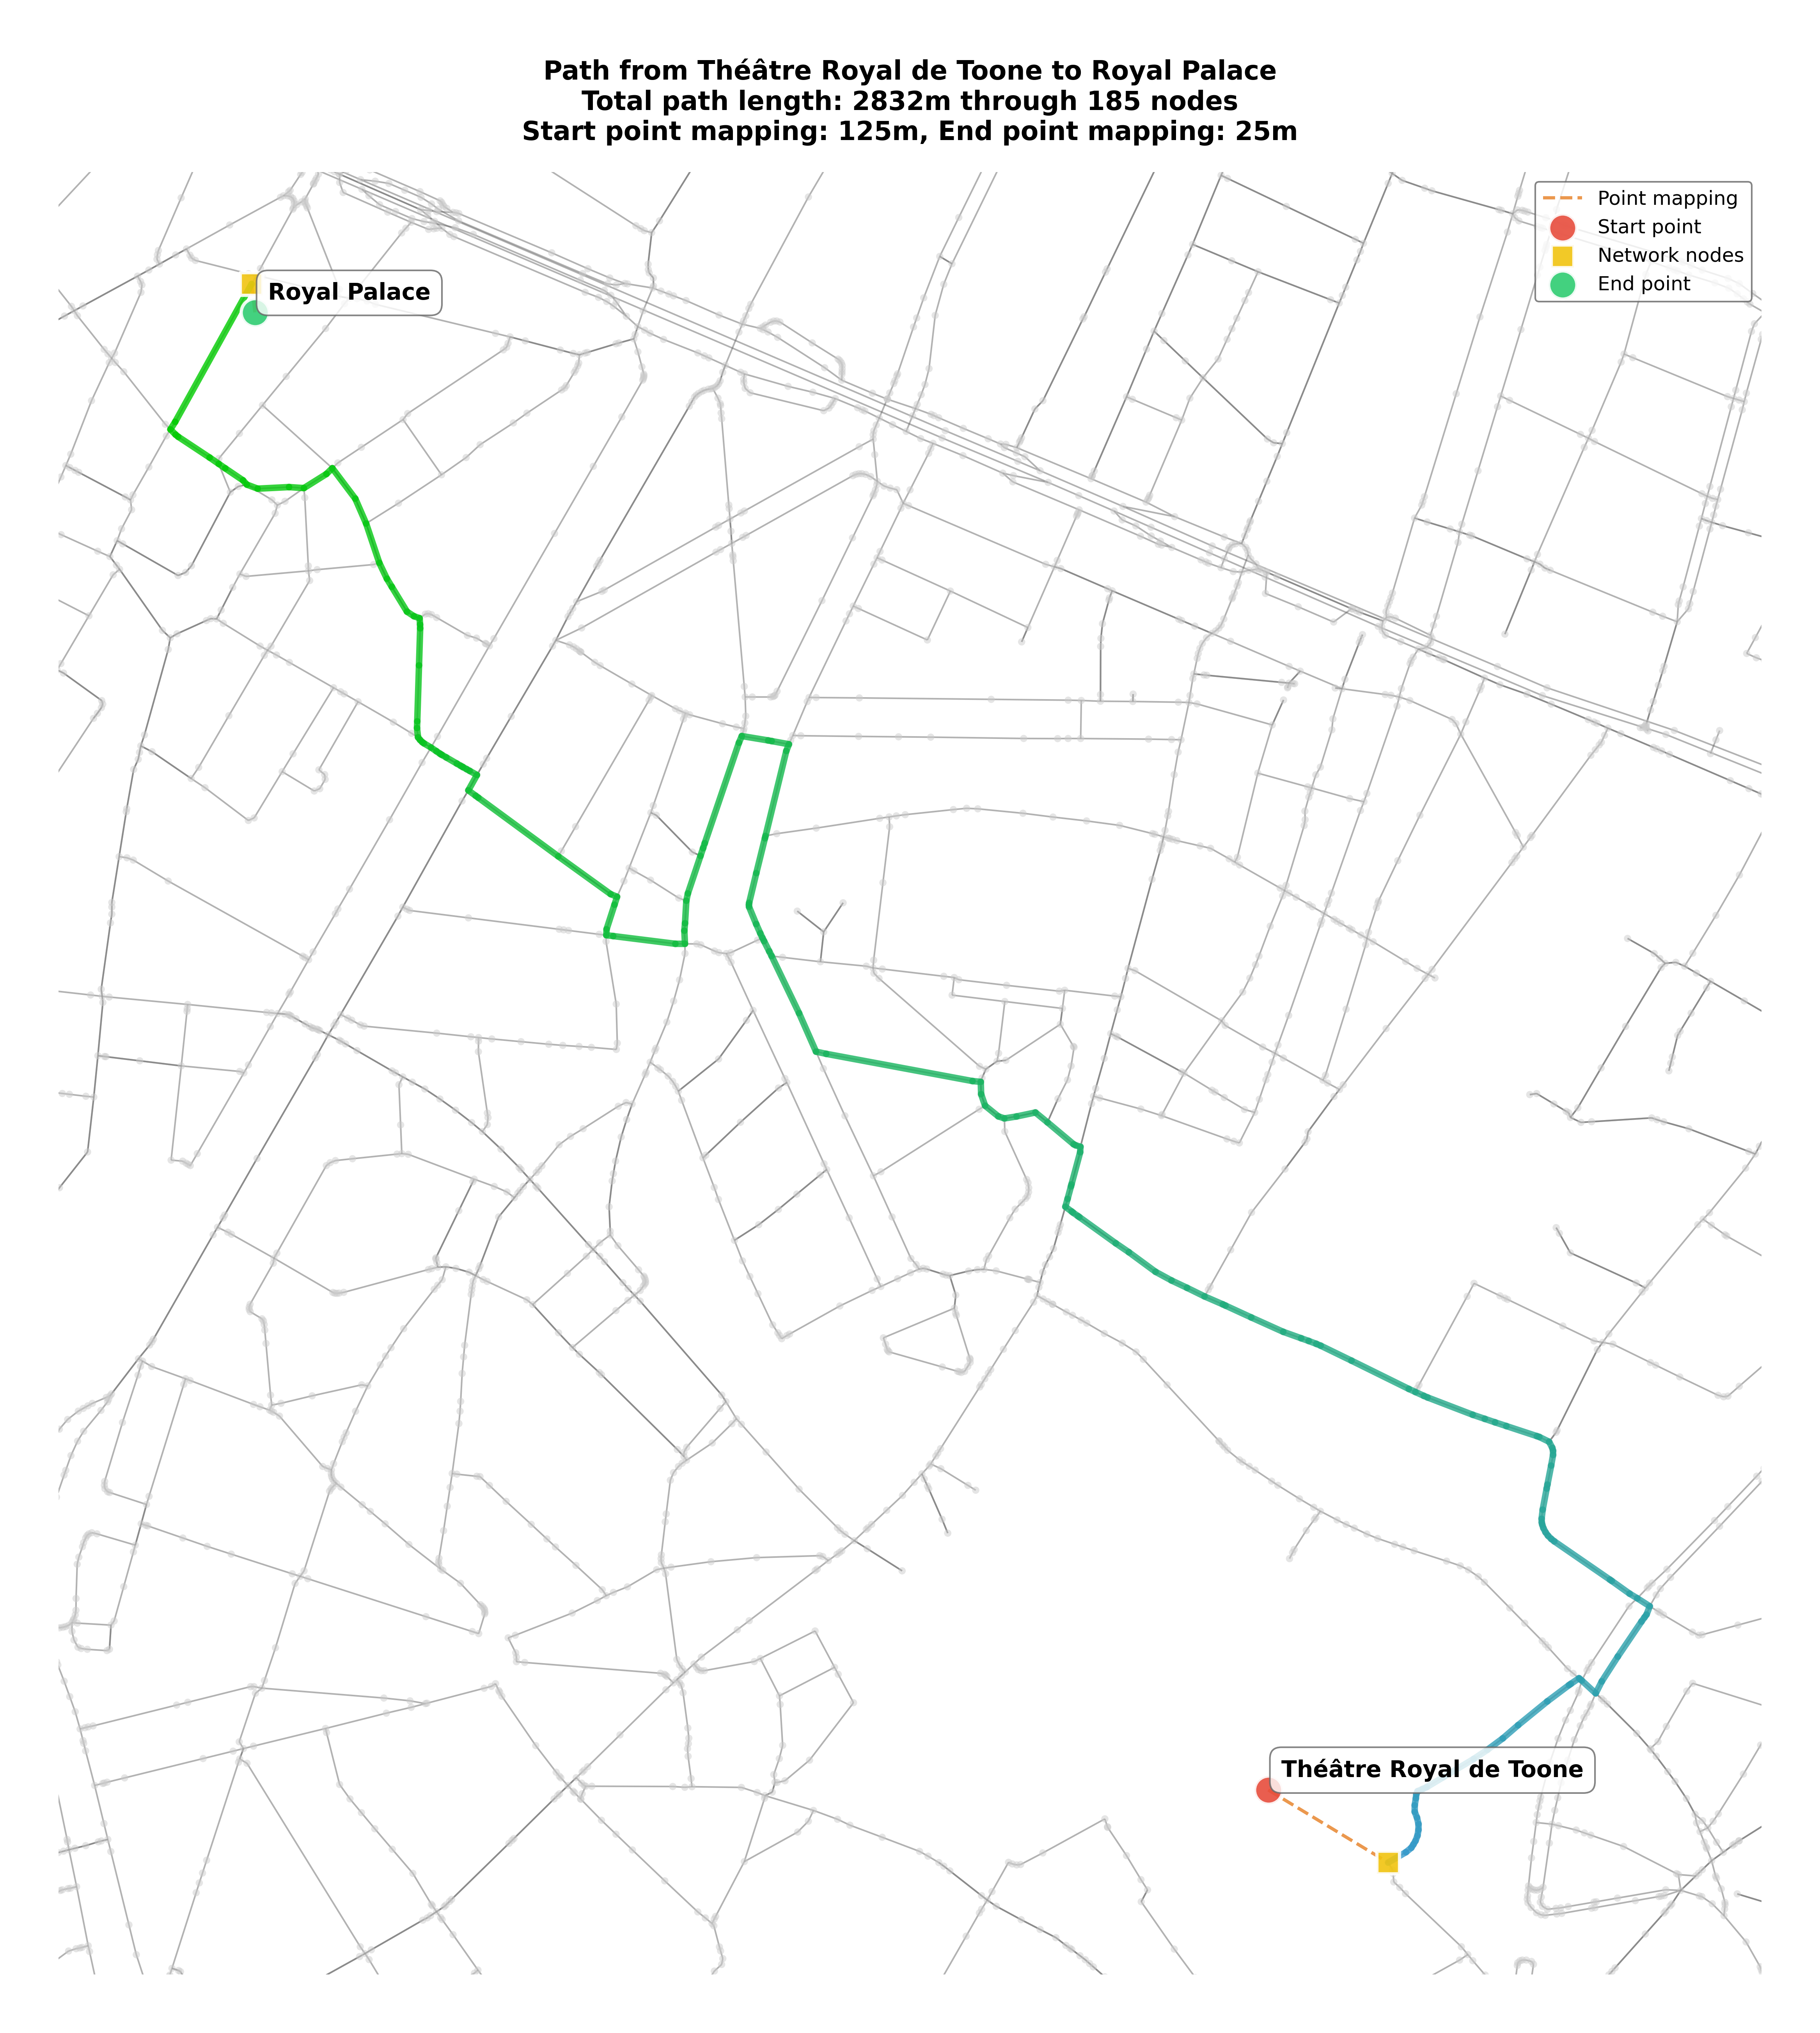 Path from Théâtre Royal de Toone to Royal Palace
Total path length: 2832m through 185 nodes
Start point mapping: 125m, End point mapping: 25m
Point mapping
Start point
Network nodes
End point
Royal Palace
Théâtre Royal de Toone